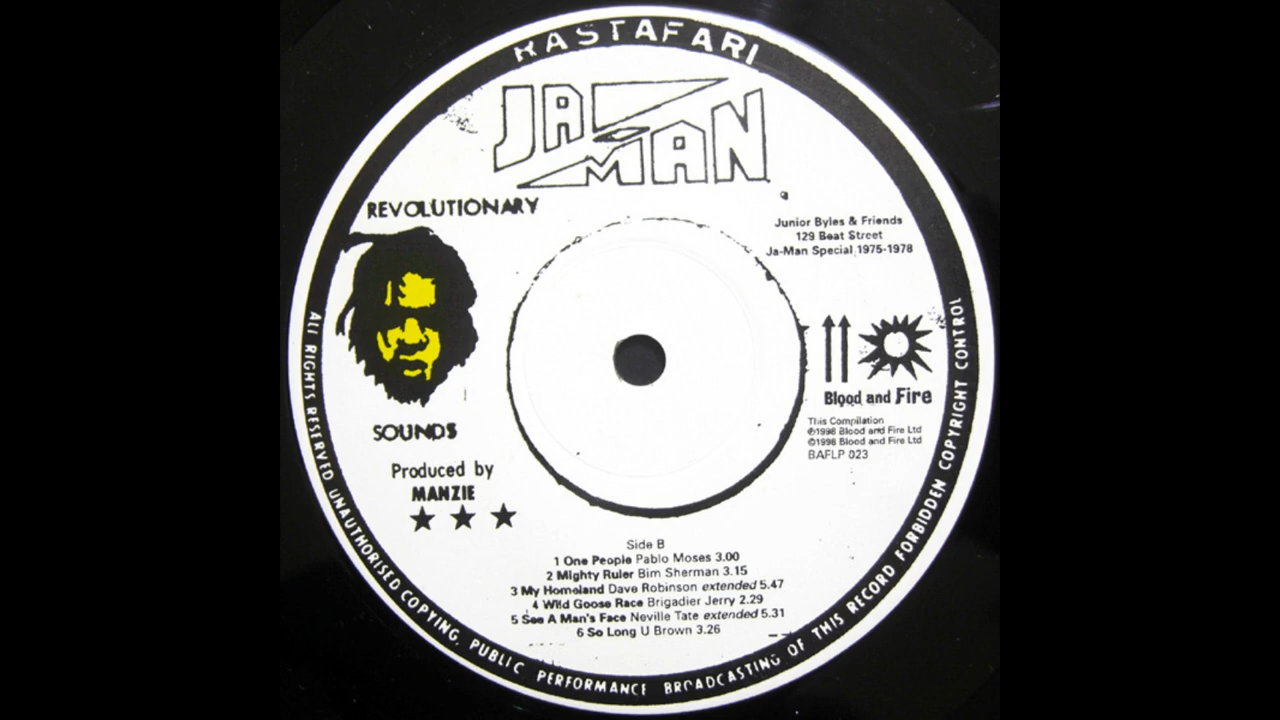 RASTAFARI
JA-MAN
REVOLUTIONARY
SOUNDS
Produced by
MANZIE
Junior Byles & Friends
129 Beat Street
Ja-Man Special 1975-1978
Blood and Fire
This Compilation
℗1998 Blood and Fire Ltd
©1998 Blood and Fire Ltd
BAFLP 023
Side B
1 One People Pablo Moses 3.00
2 Mighty Ruler Bim Sherman 3.15
3 My Homeland Dave Robinson extended 5.47
4 Wild Goose Race Brigadier Jerry 2.29
5 See A Man's Face Neville Tate extended 5.31
6 So Long U Brown 3.26
ALL RIGHTS RESERVED UNAUTHORISED COPYING, PUBLIC PERFORMANCE BROADCASTING OF THIS RECORD FORBIDDEN COPYRIGHT CONTROL